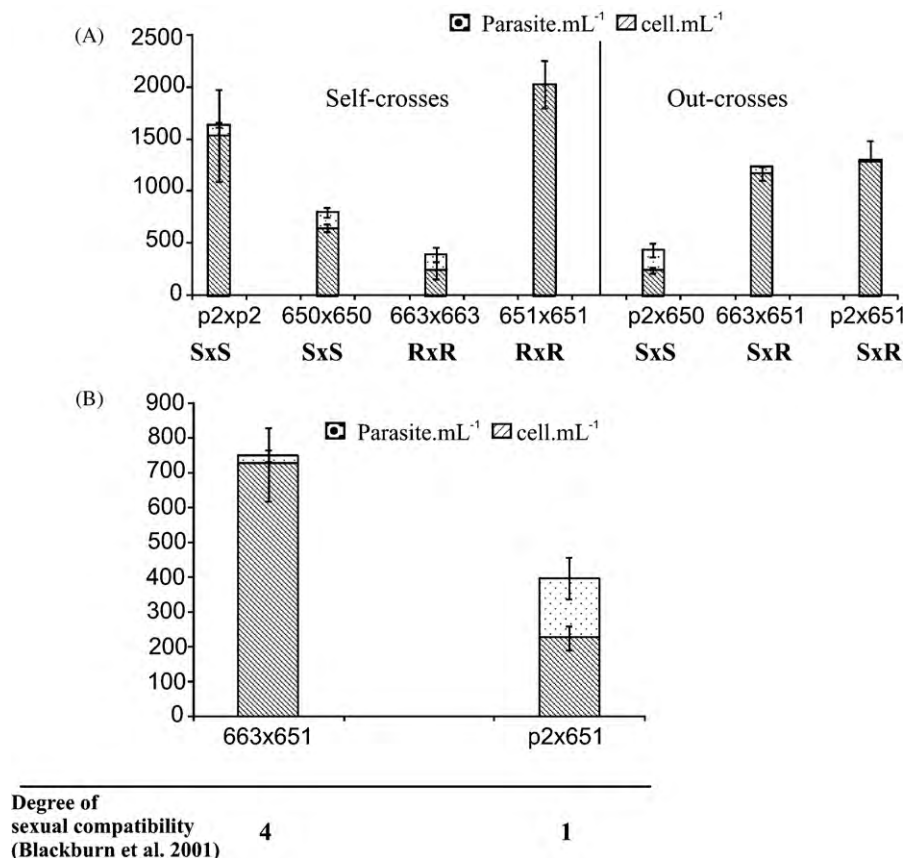 (A)
Parasite.mL⁻¹ cell.mL⁻¹
2500
2000
1500
1000
500
0
Self-crosses Out-crosses
p2xp2 650x650 663x663 651x651 p2x650 663x651 p2x651
SxS SxS RxR RxR SxS SxR SxR
(B)
Parasite.mL⁻¹ cell.mL⁻¹
900
800
700
600
500
400
300
200
100
0
663x651 p2x651
Degree of
sexual compatibility
(Blackburn et al. 2001) 4 1